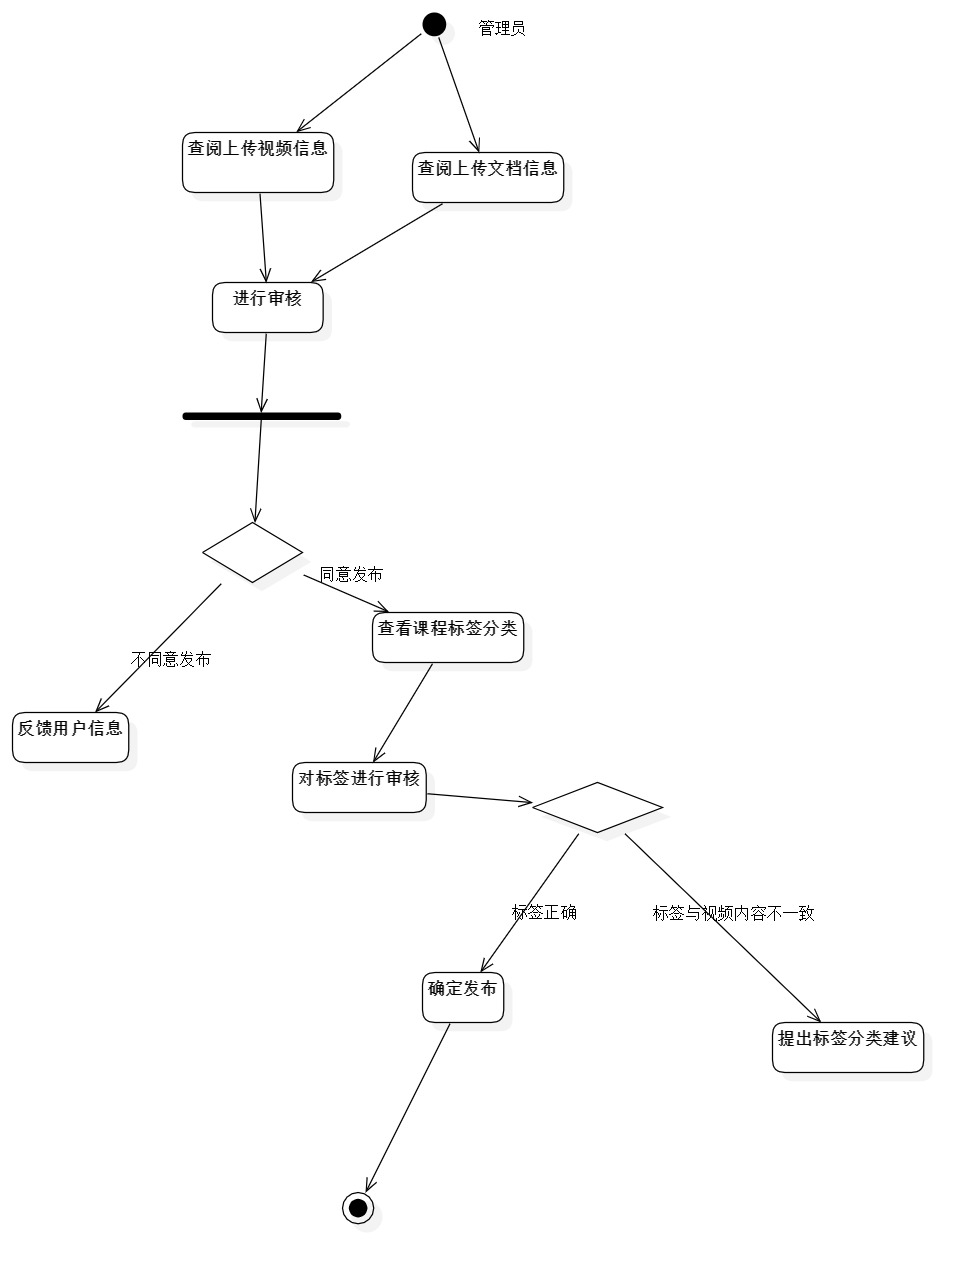 管理员
查阅上传视频信息
查阅上传文档信息
进行审核
同意发布
查看课程标签分类
不同意发布
反馈用户信息
对标签进行审核
标签正确
标签与视频内容不一致
确定发布
提出标签分类建议